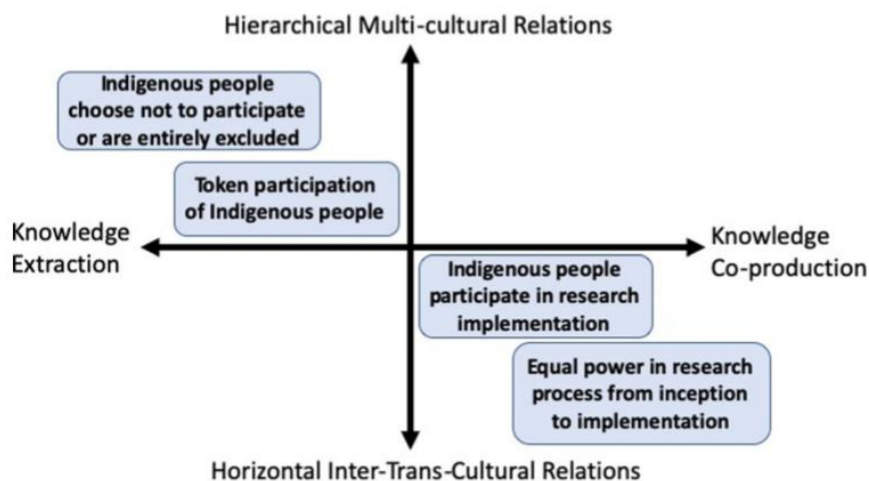 Hierarchical Multi-cultural Relations
Indigenous people
choose not to participate
or are entirely excluded
Token participation
of Indigenous people
Knowledge
Extraction
Knowledge
Co-production
Indigenous people
participate in research
implementation
Equal power in research
process from inception
to implementation
Horizontal Inter-Trans-Cultural Relations